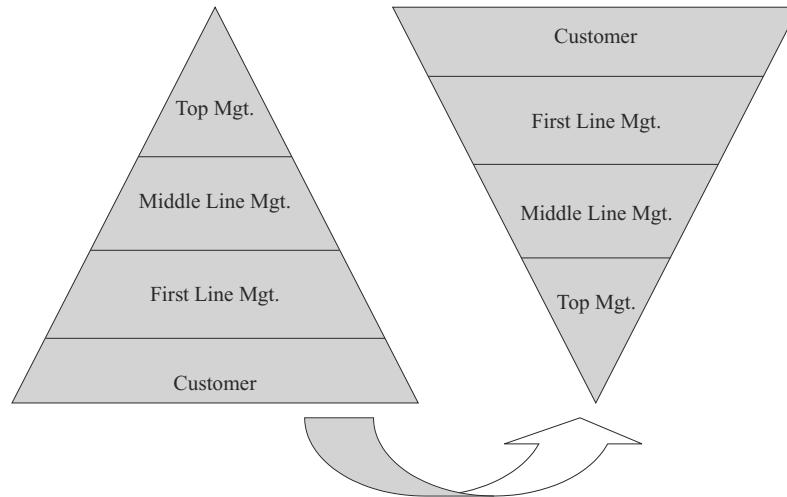 Top Mgt.
Middle Line Mgt.
First Line Mgt.
Customer
Customer
First Line Mgt.
Middle Line Mgt.
Top Mgt.